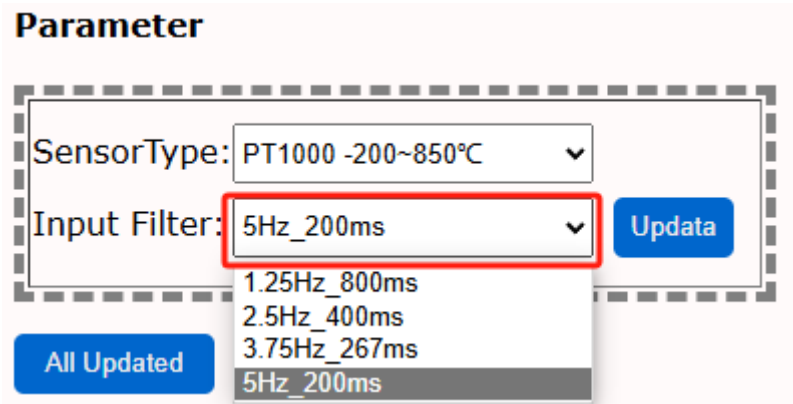 Parameter
SensorType: PT1000 -200~850℃
Input Filter: 5Hz_200ms Updata
1.25Hz_800ms
2.5Hz_400ms
3.75Hz_267ms
5Hz_200ms
All Updated